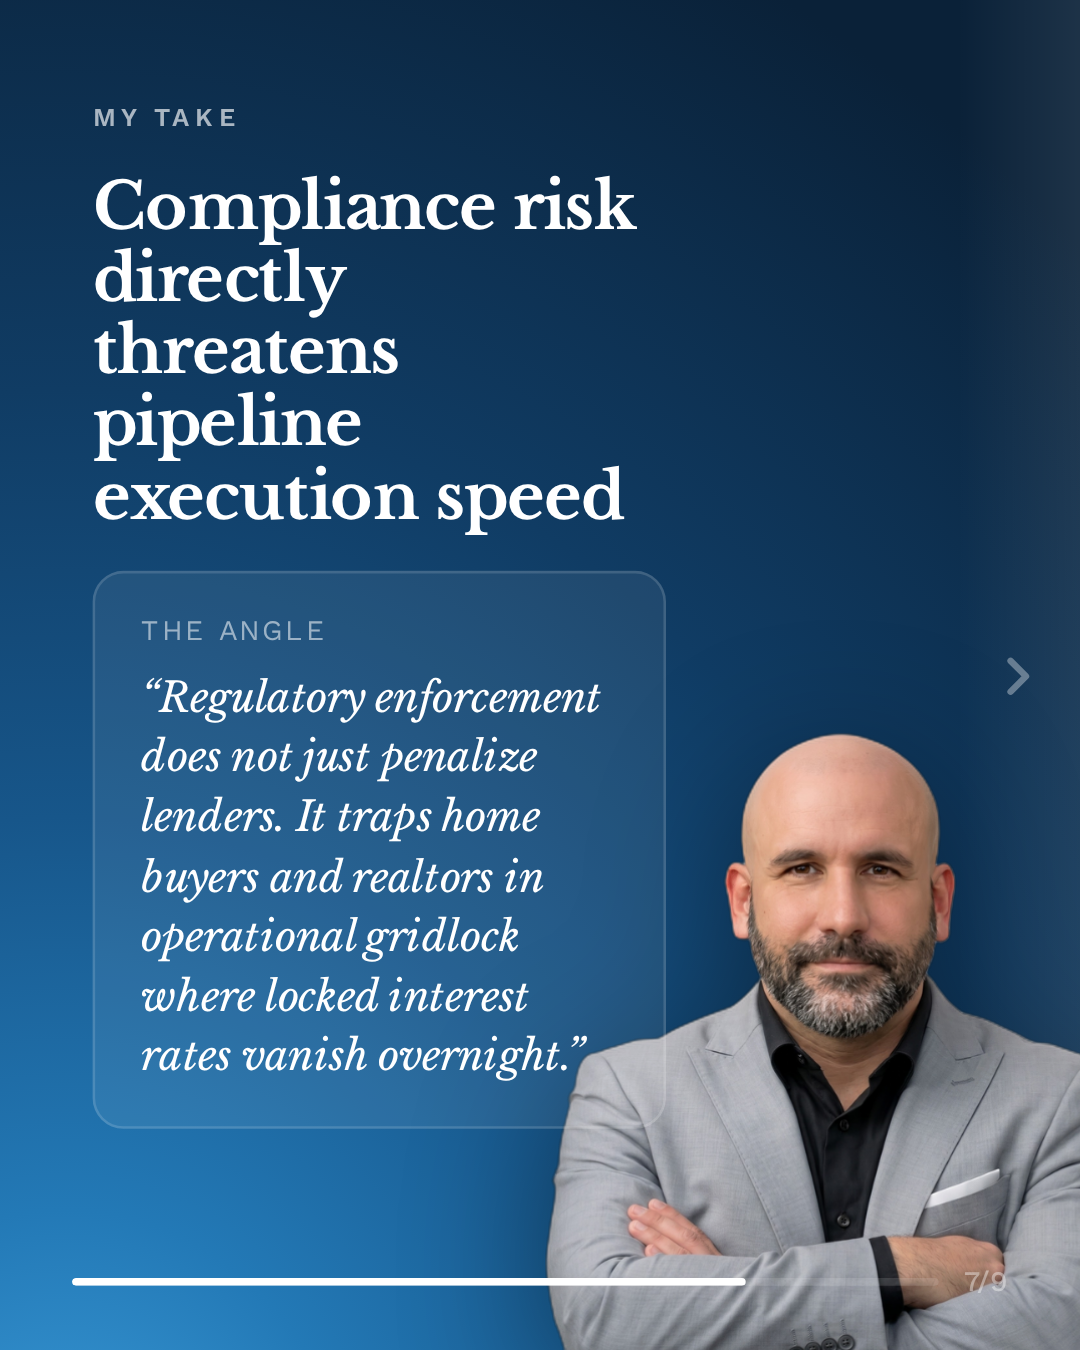 MY TAKE
Compliance risk
directly
threatens
pipeline
execution speed
THE ANGLE
“Regulatory enforcement
does not just penalize
lenders. It traps home
buyers and realtors in
operational gridlock
where locked interest
rates vanish overnight.”
7/9